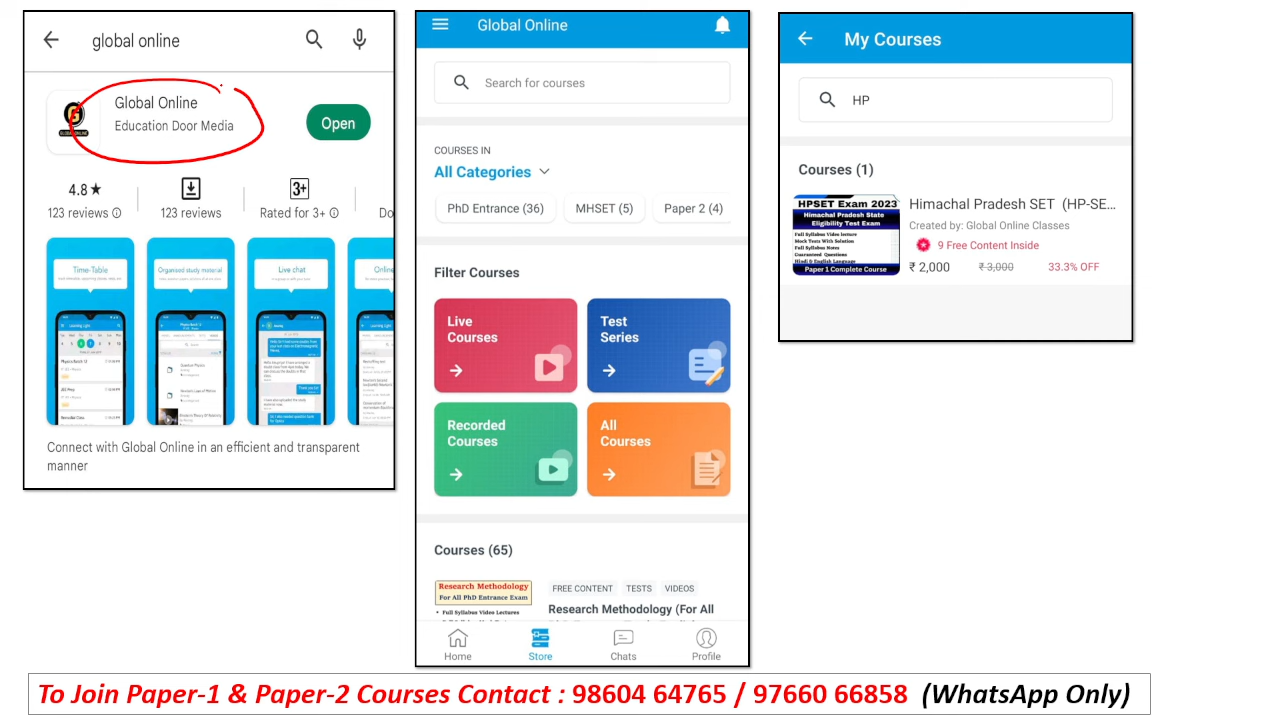 global online
Global Online
Education Door Media
Open
4.8★
123 reviews
123 reviews
3+
Rated for 3+
Do
Time-Table
Organised study material
Live chat
Online
Connect with Global Online in an efficient and transparent
manner
Global Online
Search for courses
COURSES IN
All Categories
PhD Entrance (36)
MHSET (5)
Paper 2 (4)
Filter Courses
Live
Courses
Test
Series
Recorded
Courses
All
Courses
Courses (65)
Research Methodology
For All PhD Entrance Exam
• Full Syllabus Video Lectures
FREE CONTENT TESTS VIDEOS
Research Methodology (For All
Home
Store
Chats
Profile
My Courses
HP
Courses (1)
HPSET Exam 2023
Himachal Pradesh State
Eligibility Test Exam
Full Syllabus Video lecture
Mock Tests With Solution
Full Syllabus Notes
Guaranteed Questions
Hindi & English Language
Paper 1 Complete Course
Himachal Pradesh SET (HP-SE...
Created by: Global Online Classes
9 Free Content Inside
₹ 2,000 ₹ 3,000 33.3% OFF
To Join Paper-1 & Paper-2 Courses Contact : 98604 64765 / 97660 66858 (WhatsApp Only)